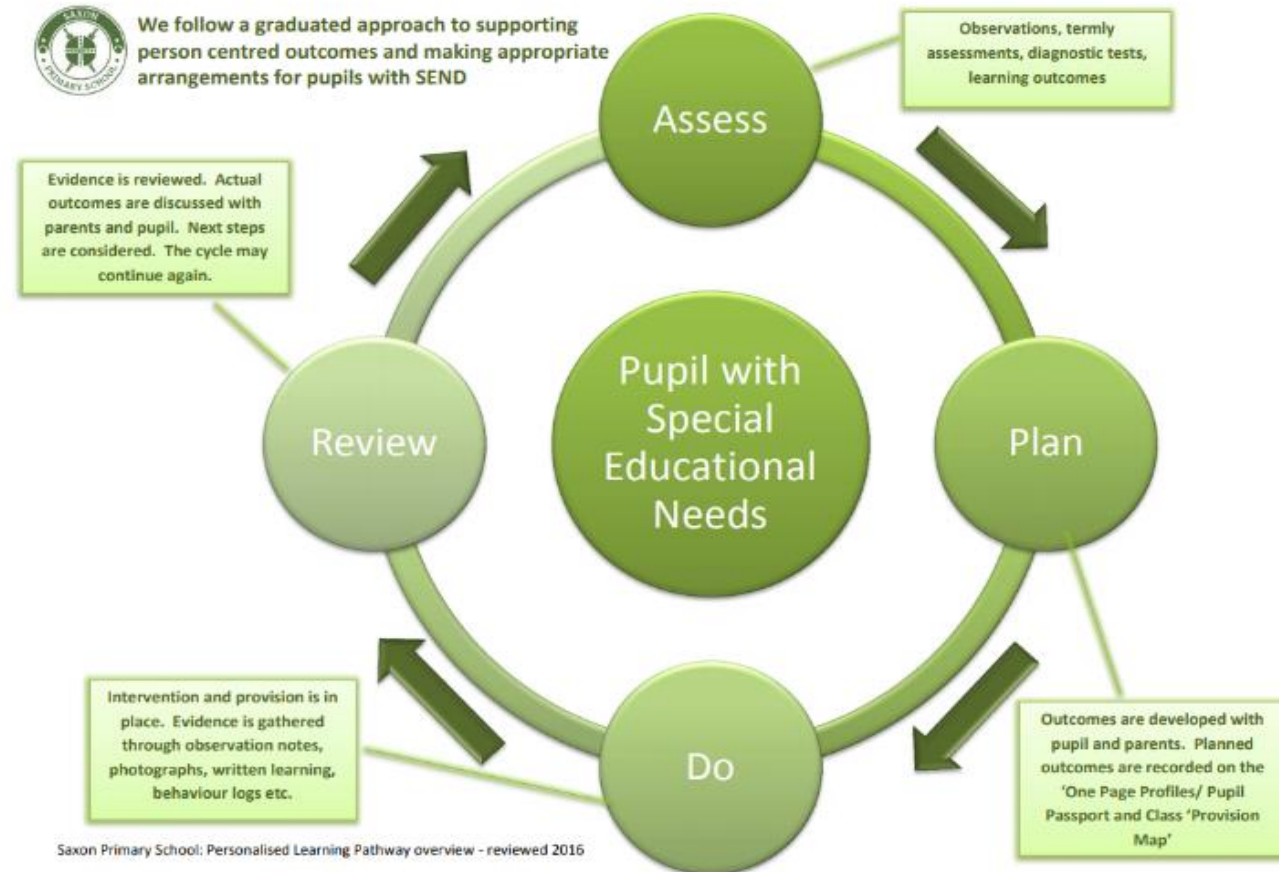 SAXON
PRIMARY SCHOOL
We follow a graduated approach to supporting
person centred outcomes and making appropriate
arrangements for pupils with SEND
Assess
Observations, termly
assessments, diagnostic tests,
learning outcomes
Evidence is reviewed. Actual
outcomes are discussed with
parents and pupil. Next steps
are considered. The cycle may
continue again.
Review
Pupil with
Special
Educational
Needs
Plan
Intervention and provision is in
place. Evidence is gathered
through observation notes,
photographs, written learning,
behaviour logs etc.
Do
Outcomes are developed with
pupil and parents. Planned
outcomes are recorded on the
‘One Page Profiles/ Pupil
Passport and Class ‘Provision
Map’
Saxon Primary School: Personalised Learning Pathway overview - reviewed 2016